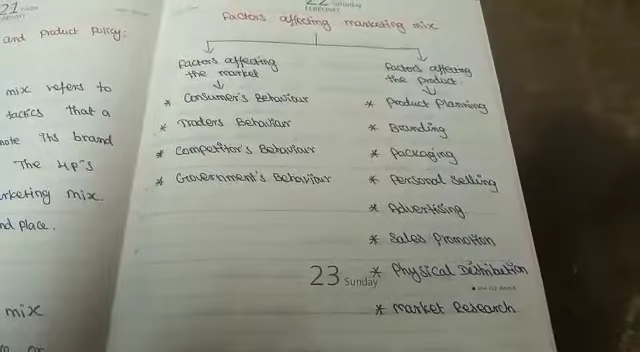 21
and product policy:
mix refers to
tactics that a
mote its brand
The 4P's
rketing mix.
nd place.
mix
22 Saturday
FEBRUARY
Factors affecting marketing mix
Factors affecting
the market
* Consumer's Behaviour
* Traders Behaviour
* Competitor's Behaviour
* Government's Behaviour
Factors affecting
the product
* Product Planning
* Branding
* Packaging
* Personal Selling
* Advertising
* Sales Promotion
23 Sunday
* Physical Distribution
* Market Research